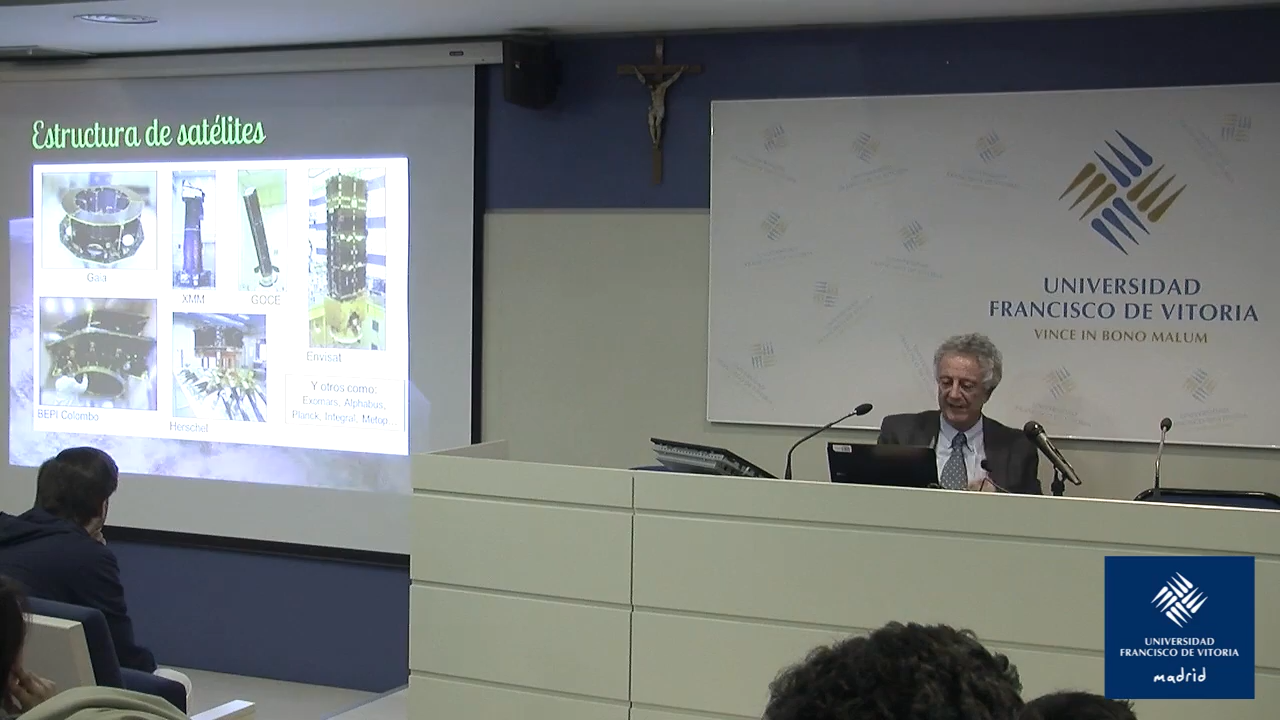 Estructura de satélites
Gaia
XMM
GOCE
Envisat
BEPI Colombo
Herschel
Y otros como:
Exomars, Alphabus,
Planck, Integral, Metop...
UNIVERSIDAD
FRANCISCO DE VITORIA
VINCE IN BONO MALUM
UNIVERSIDAD
FRANCISCO DE VITORIA
madrid